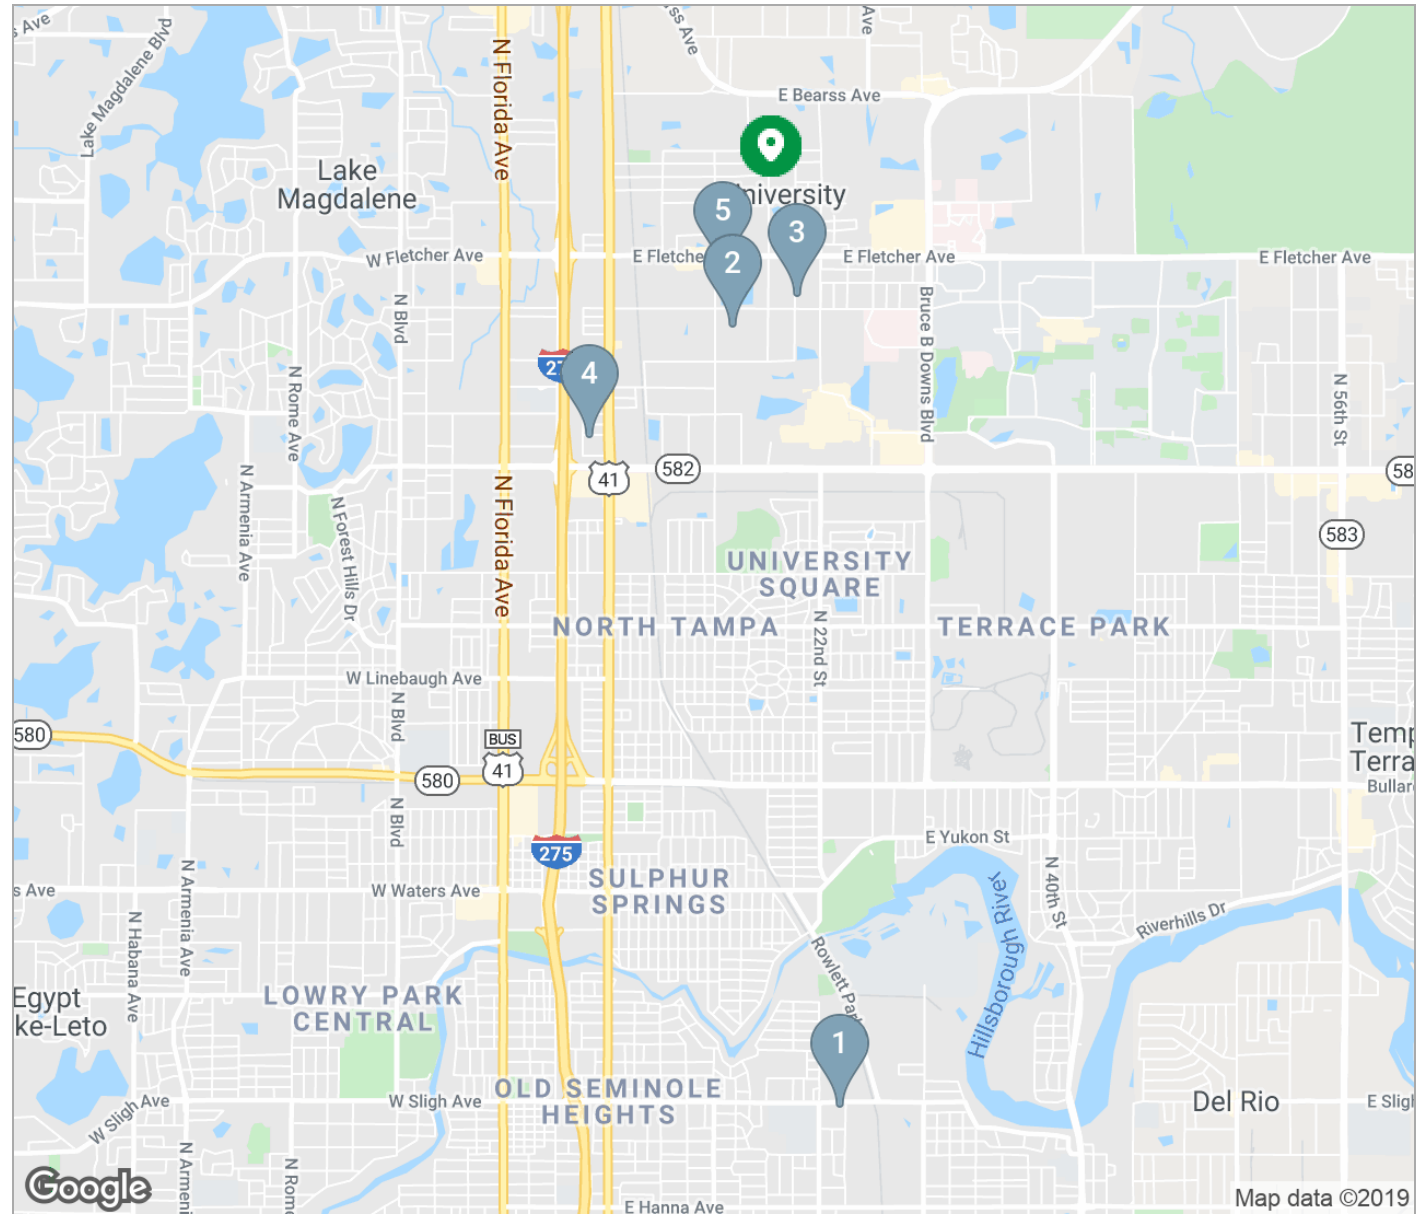 s Ave
Lake Magdalene Blvd
N Florida Ave
ss Ave
Ave
E Bearss Ave
Lake
Magdalene
University
5
3
2
W Fletcher Ave
E Fletche
E Fletcher Ave
E Fletcher Ave
N Blvd
Bruce B Downs Blvd
27
4
N Rome Ave
N 56th St
N Armenia Ave
N Forest Hills Dr
N Florida Ave
41
582
58
583
UNIVERSITY
SQUARE
NORTH TAMPA
N 22nd St
TERRACE PARK
W Linebaugh Ave
N Blvd
580
BUS
41
580
Temp
Terra
Bullar
N Blvd
275
E Yukon St
N Armenia Ave
s Ave
W Waters Ave
SULPHUR
SPRINGS
N 40th St
Hillsborough River
Riverhills Dr
N Habana Ave
Rowlett Park
Egypt
ke-Leto
LOWRY PARK
CENTRAL
1
OLD SEMINOLE
HEIGHTS
W Sligh Ave
W Sligh Ave
Del Rio
E Sligh
N Armeni
N Rome
E Hanna Ave
Google
Map data ©2019